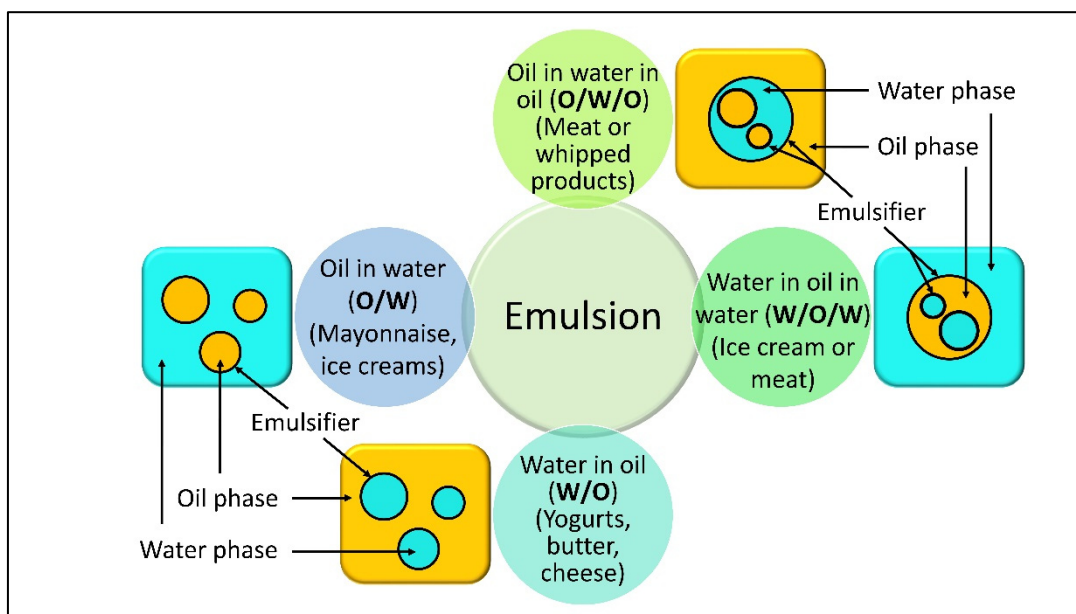 Oil in water in
oil (O/W/O)
(Meat or
whipped
products)
Water phase
Oil phase
Emulsifier
Oil in water
(O/W)
(Mayonnaise,
ice creams)
Emulsion
Water in oil in
water (W/O/W)
(Ice cream or
meat)
Emulsifier
Oil phase
Water phase
Water in oil
(W/O)
(Yogurts,
butter,
cheese)